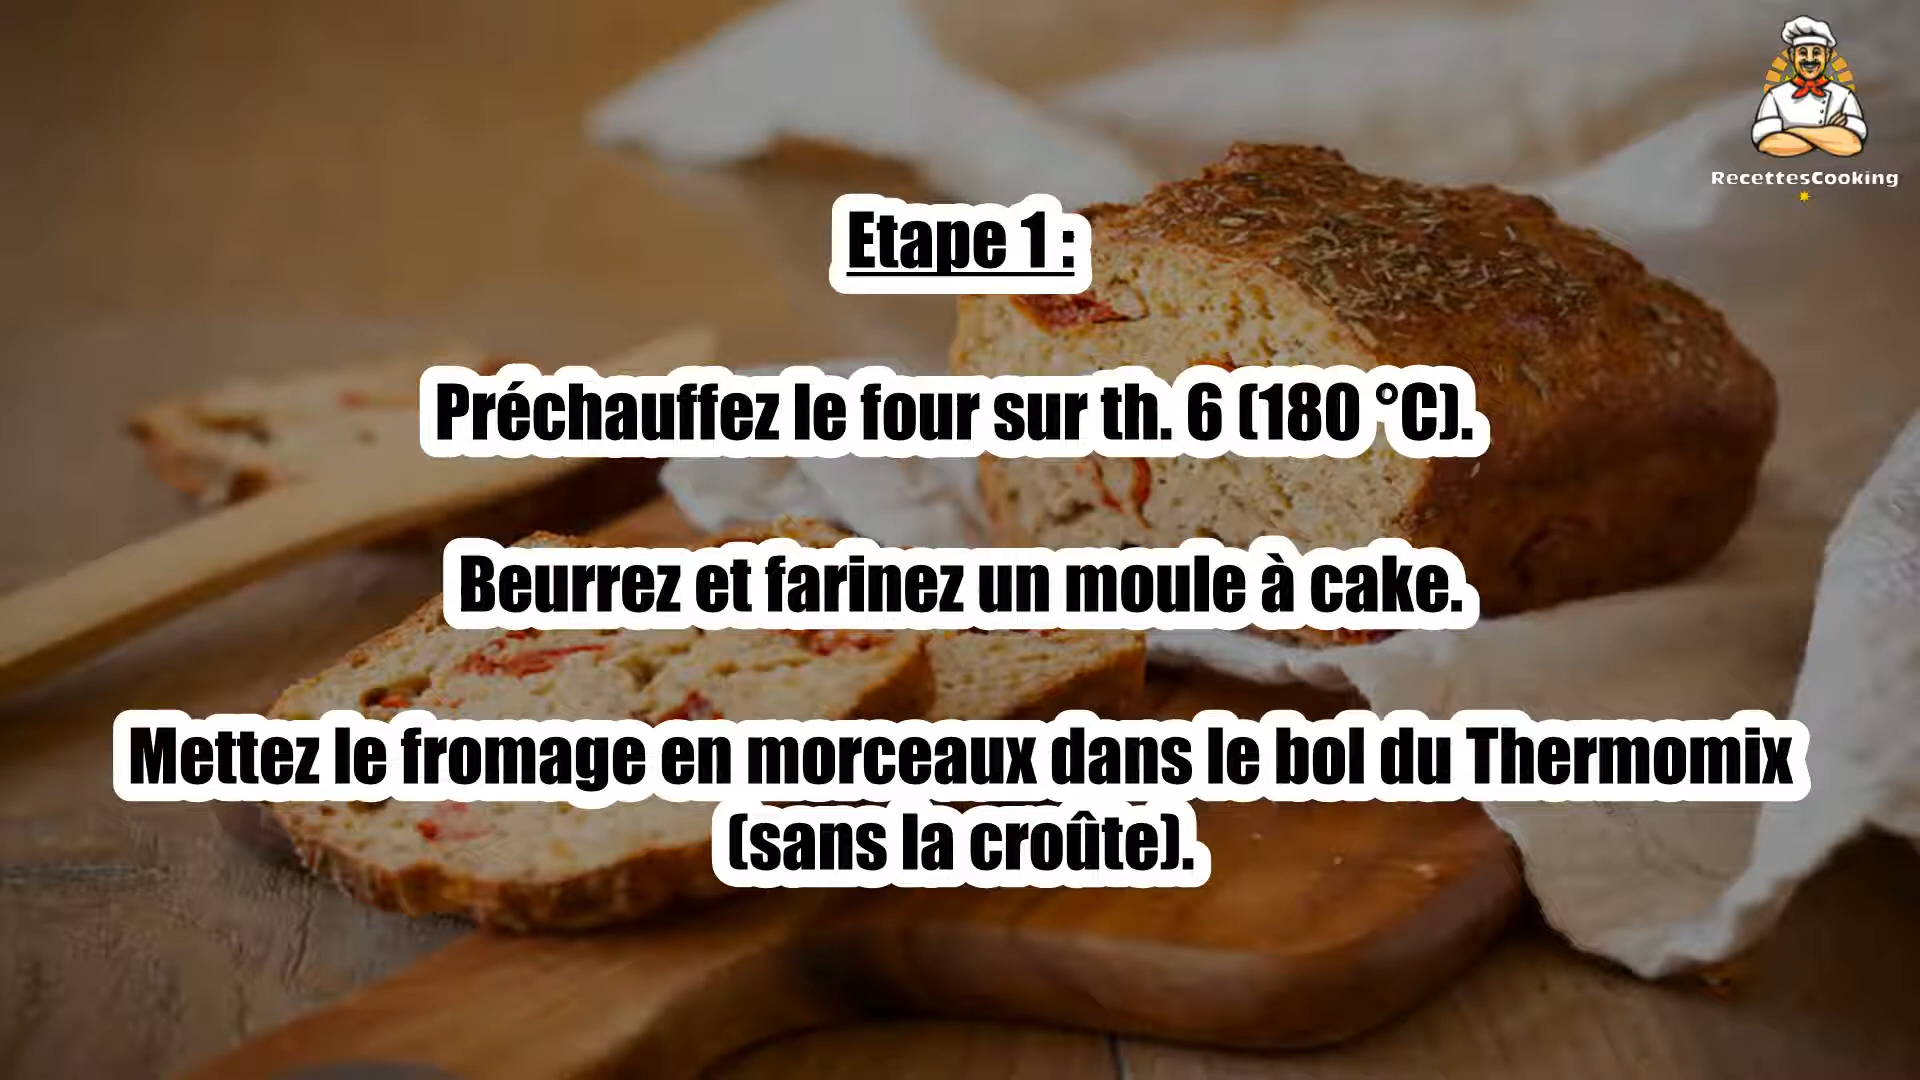 RecettesCooking
Etape 1 :
Préchauffez le four sur th. 6 (180 °C).
Beurrez et farinez un moule à cake.
Mettez le fromage en morceaux dans le bol du Thermomix
(sans la croûte).